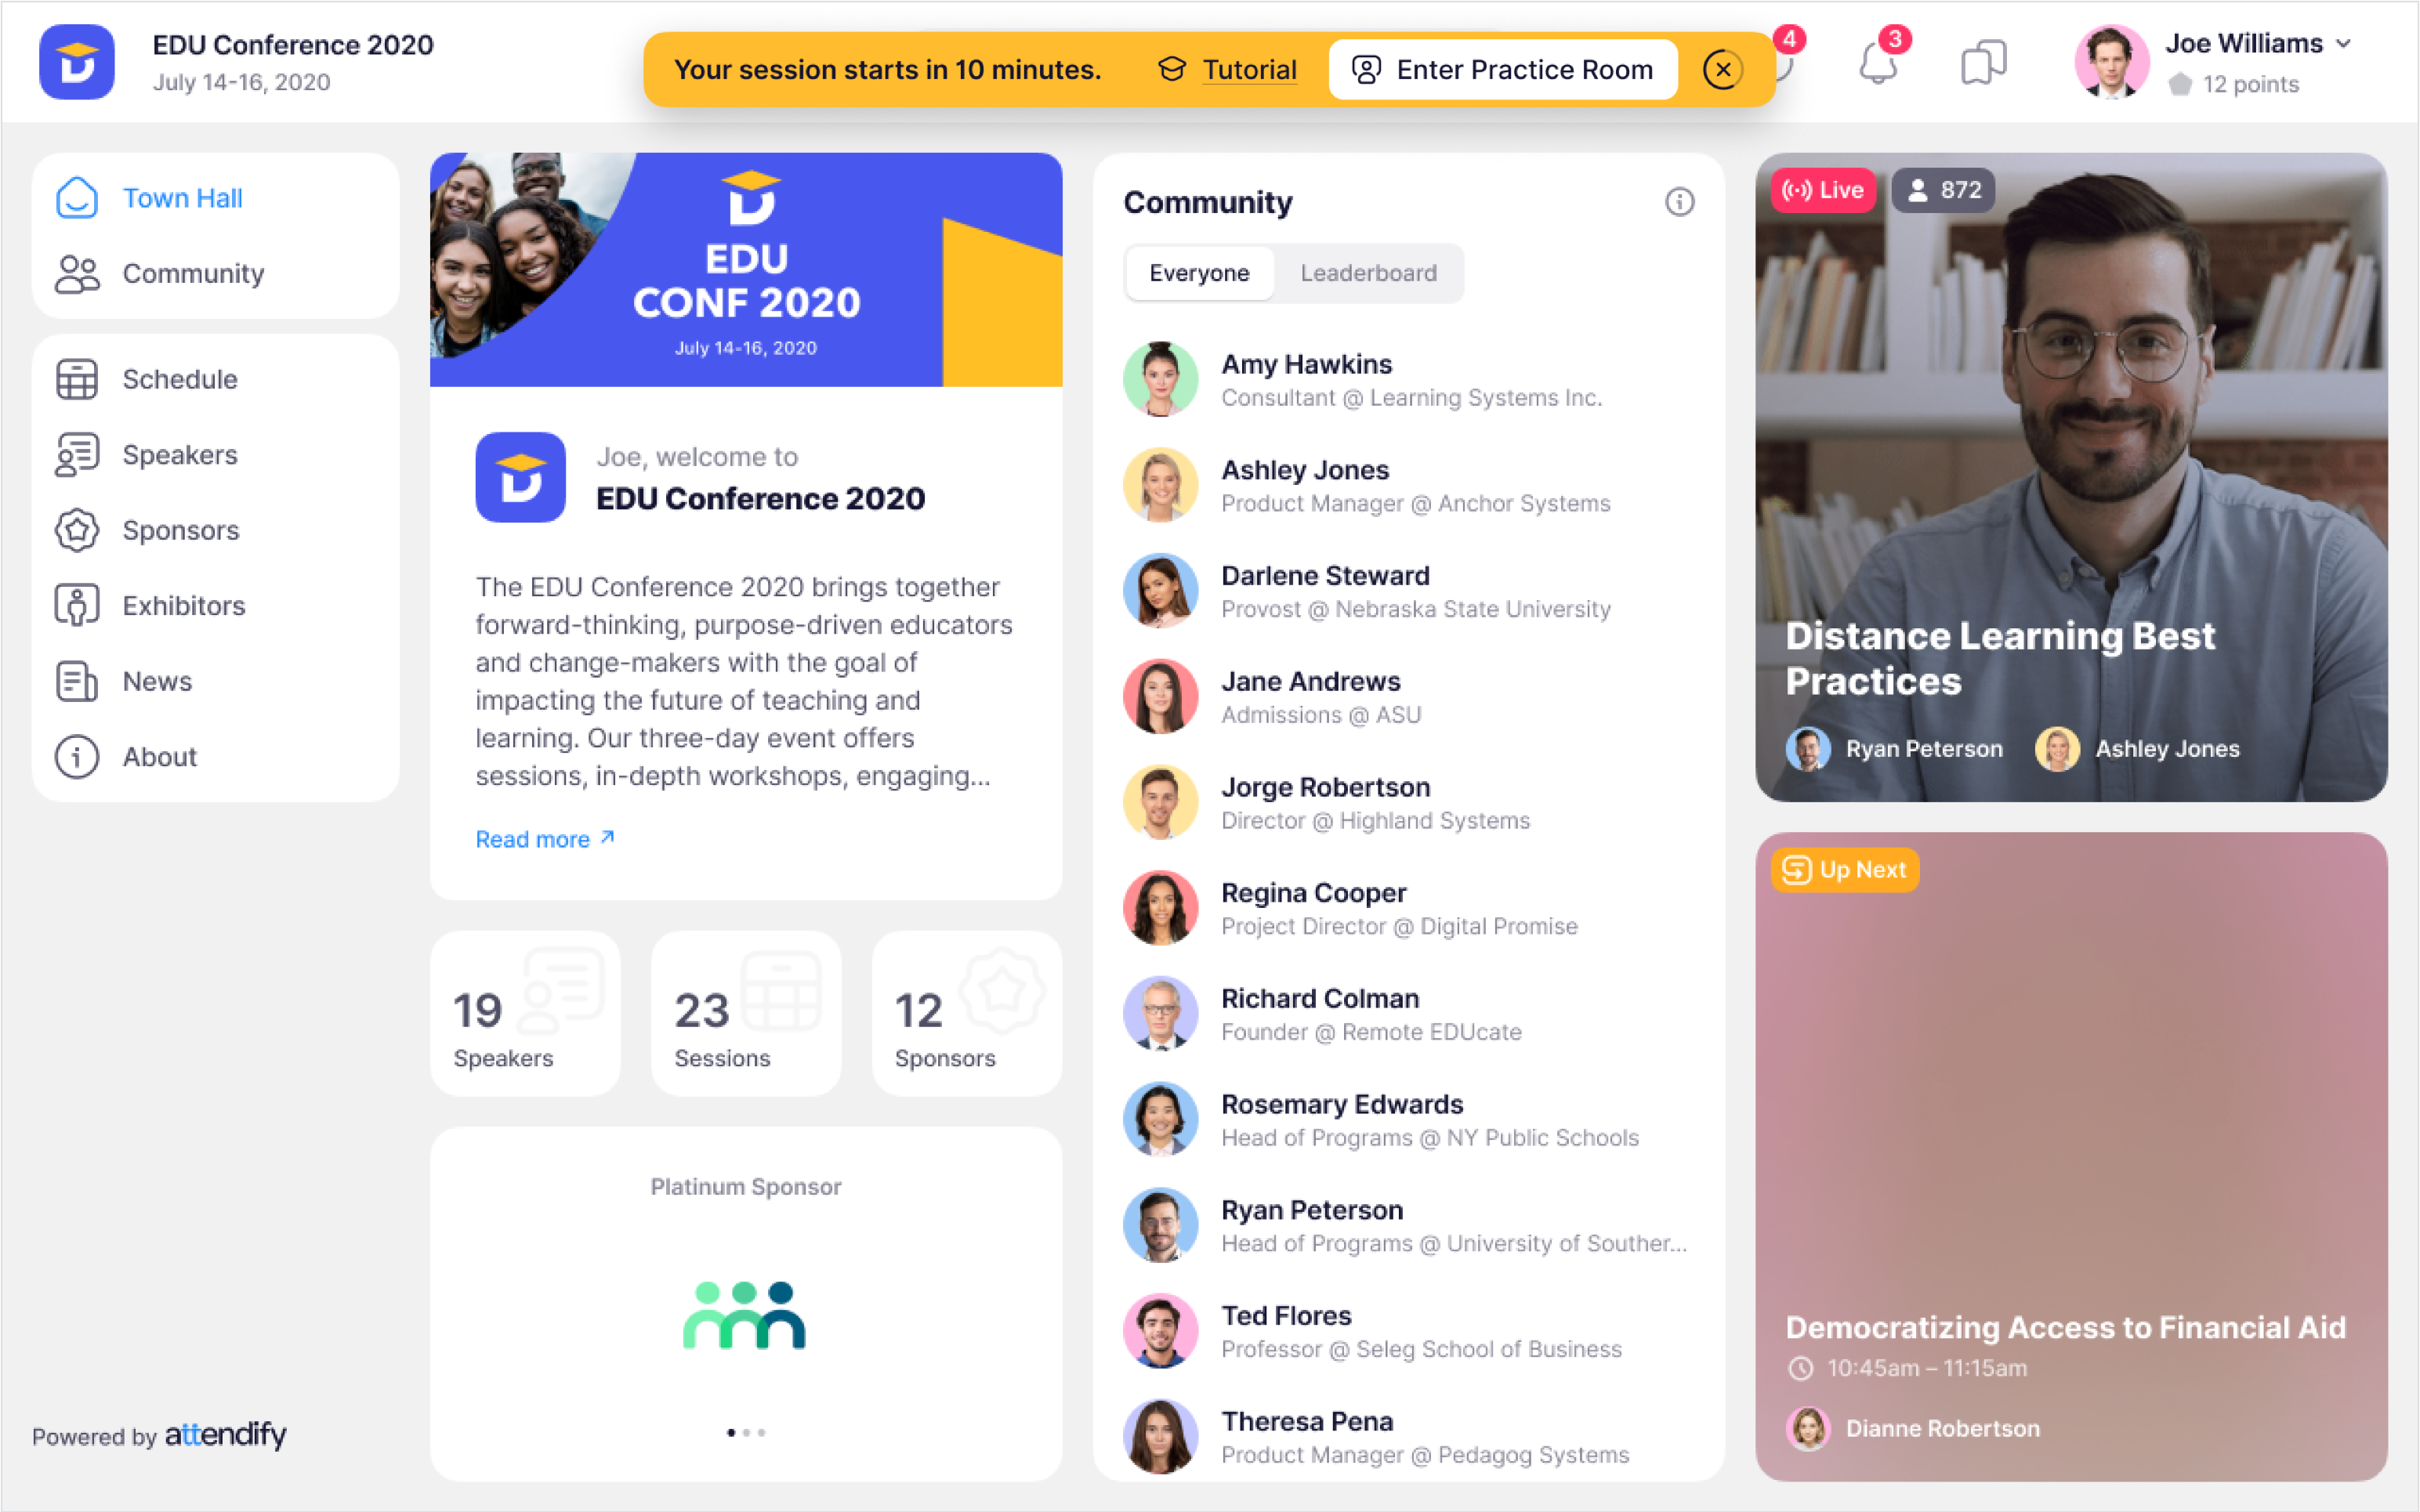 EDU Conference 2020
July 14-16, 2020
Your session starts in 10 minutes.
Tutorial
Enter Practice Room
4
3
Joe Williams
12 points
Town Hall
Community
Schedule
Speakers
Sponsors
Exhibitors
News
About
Powered by attendify
EDU
CONF 2020
July 14-16, 2020
Joe, welcome to
EDU Conference 2020
The EDU Conference 2020 brings together
forward-thinking, purpose-driven educators
and change-makers with the goal of
impacting the future of teaching and
learning. Our three-day event offers
sessions, in-depth workshops, engaging...
Read more
19
Speakers
23
Sessions
12
Sponsors
Platinum Sponsor
Community
Everyone
Leaderboard
Amy Hawkins
Consultant @ Learning Systems Inc.
Ashley Jones
Product Manager @ Anchor Systems
Darlene Steward
Provost @ Nebraska State University
Jane Andrews
Admissions @ ASU
Jorge Robertson
Director @ Highland Systems
Regina Cooper
Project Director @ Digital Promise
Richard Colman
Founder @ Remote EDUcate
Rosemary Edwards
Head of Programs @ NY Public Schools
Ryan Peterson
Head of Programs @ University of Souther...
Ted Flores
Professor @ Seleg School of Business
Theresa Pena
Product Manager @ Pedagog Systems
Live
872
Distance Learning Best
Practices
Ryan Peterson
Ashley Jones
Up Next
Democratizing Access to Financial Aid
10:45am – 11:15am
Dianne Robertson